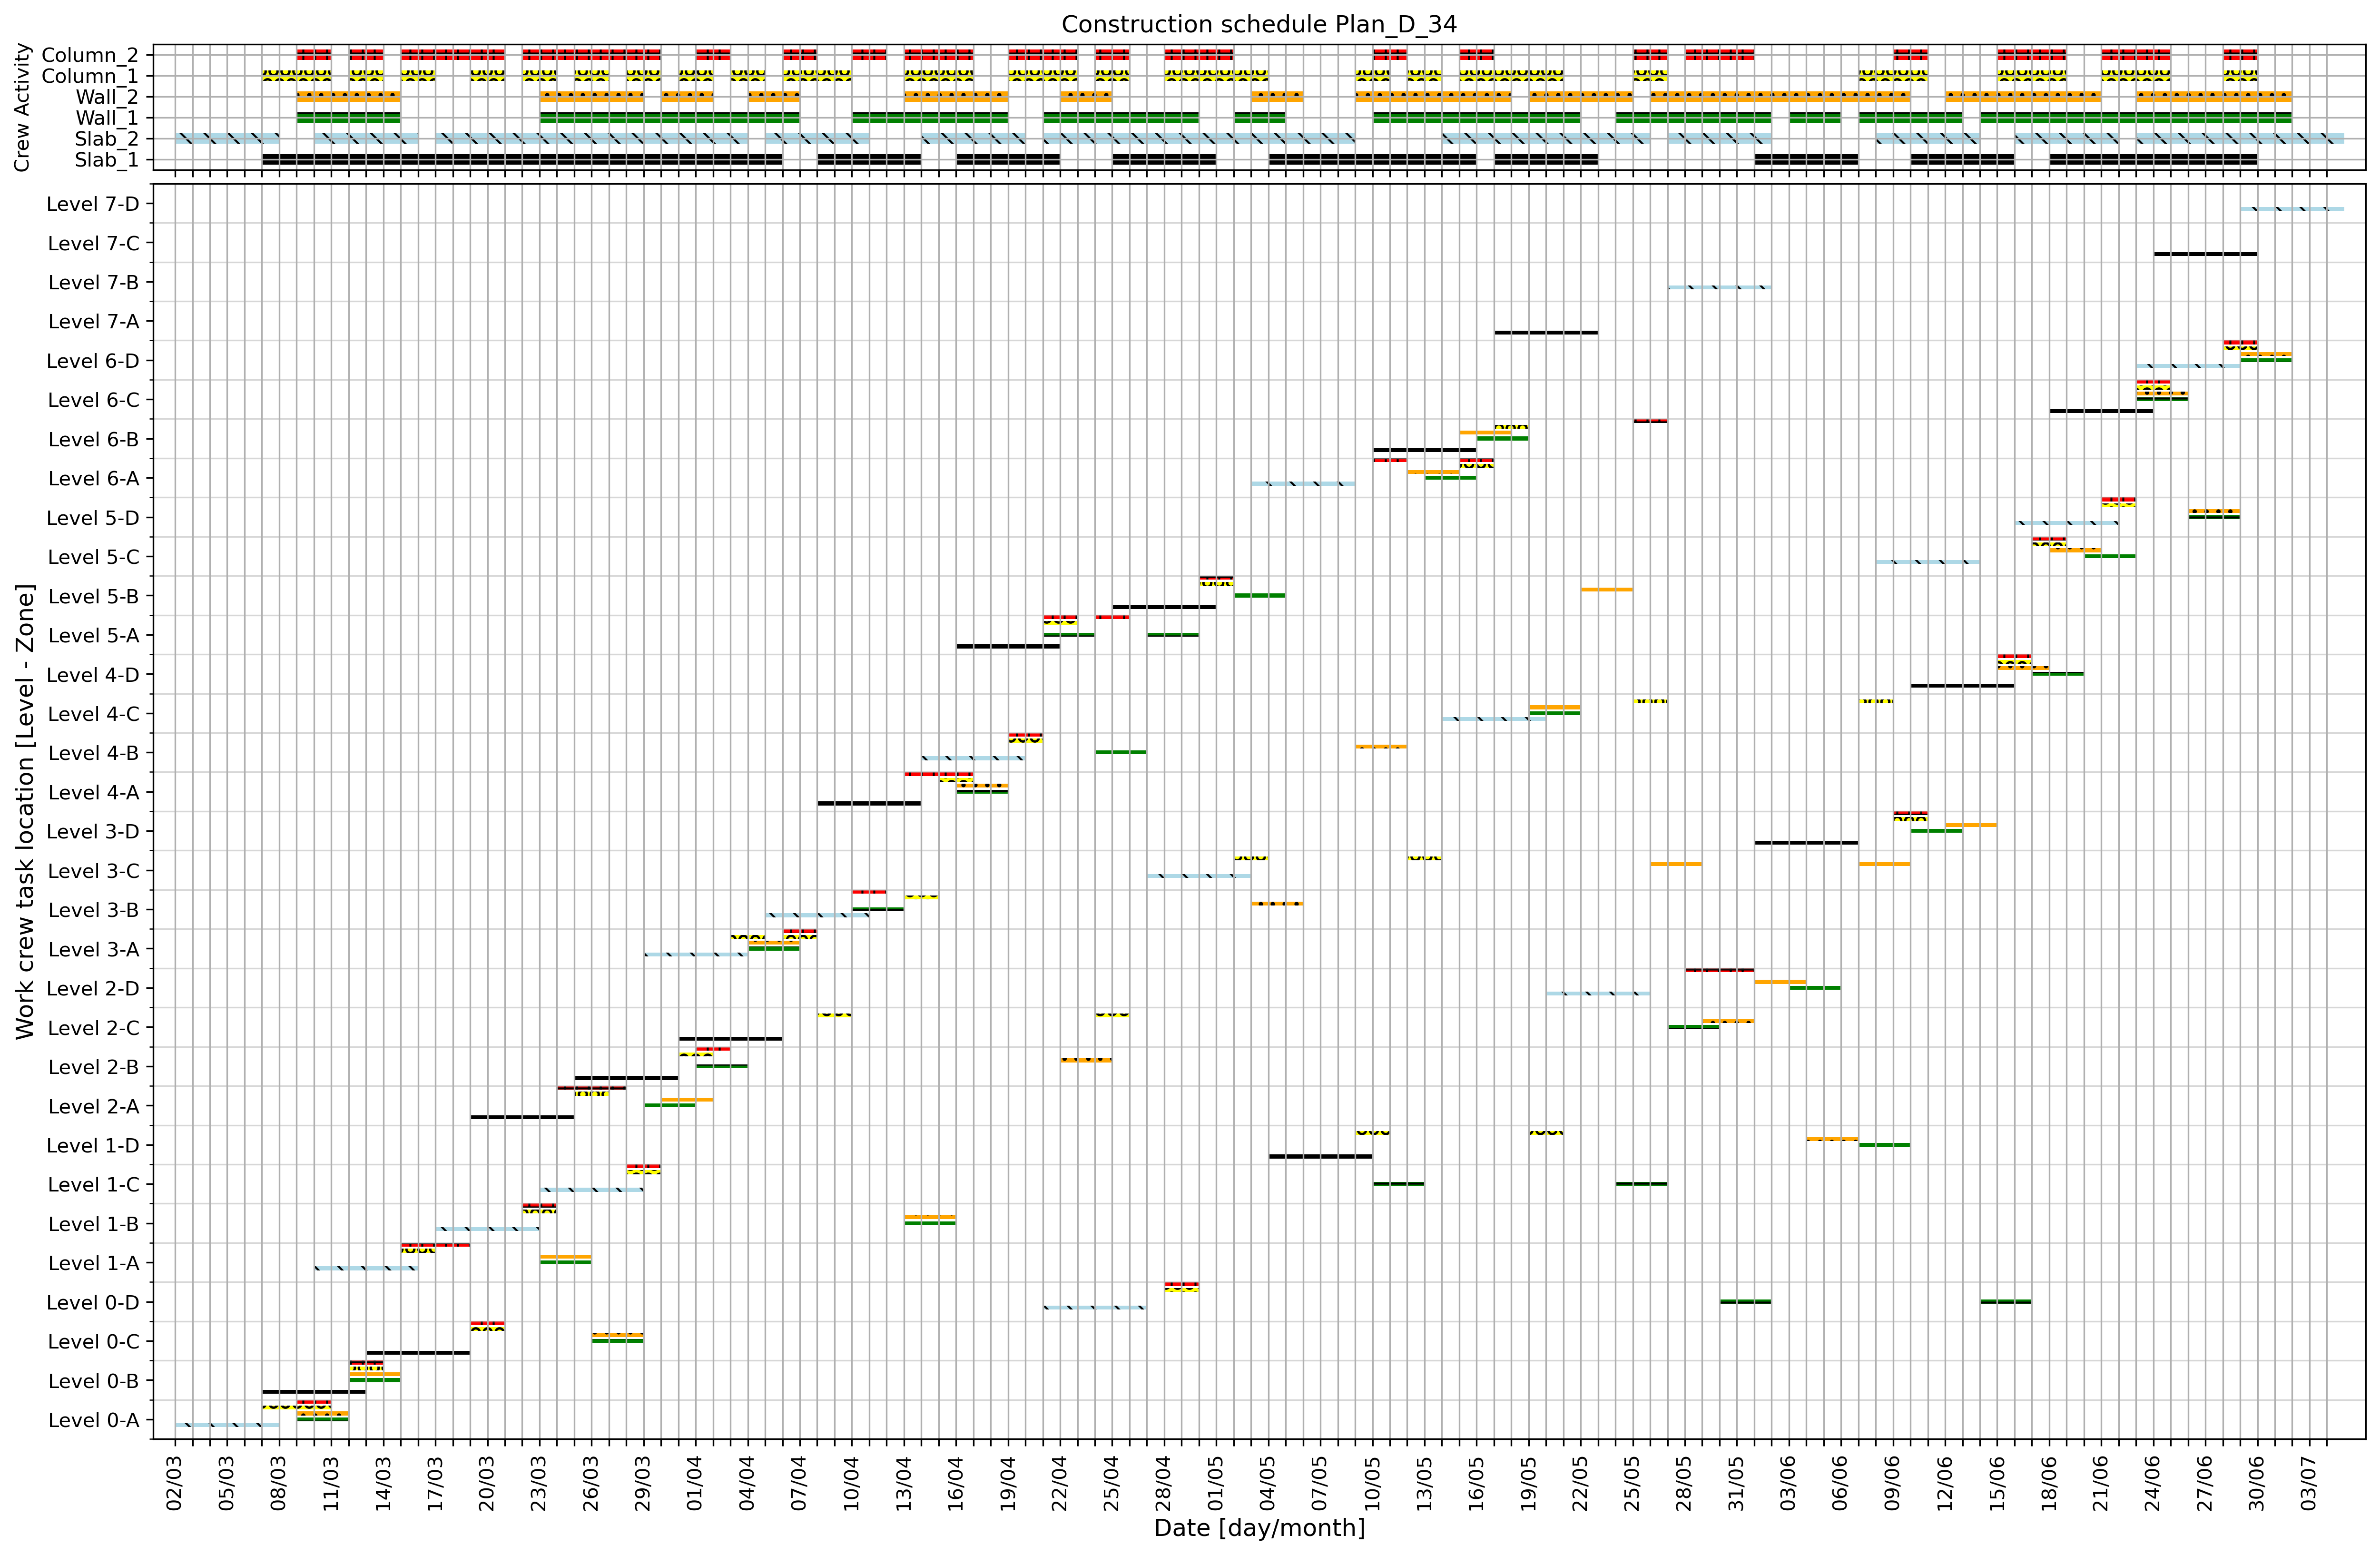 Construction schedule Plan_D_34
Crew Activity
Column_2
Column_1
Wall_2
Wall_1
Slab_2
Slab_1
Work crew task location [Level - Zone]
Level 7-D
Level 7-C
Level 7-B
Level 7-A
Level 6-D
Level 6-C
Level 6-B
Level 6-A
Level 5-D
Level 5-C
Level 5-B
Level 5-A
Level 4-D
Level 4-C
Level 4-B
Level 4-A
Level 3-D
Level 3-C
Level 3-B
Level 3-A
Level 2-D
Level 2-C
Level 2-B
Level 2-A
Level 1-D
Level 1-C
Level 1-B
Level 1-A
Level 0-D
Level 0-C
Level 0-B
Level 0-A
02/03 05/03 08/03 11/03 14/03 17/03 20/03 23/03 26/03 29/03 01/04 04/04 07/04 10/04 13/04 16/04 19/04 22/04 25/04 28/04 01/05 04/05 07/05 10/05 13/05 16/05 19/05 22/05 25/05 28/05 31/05 03/06 06/06 09/06 12/06 15/06 18/06 21/06 24/06 27/06 30/06 03/07
Date [day/month]